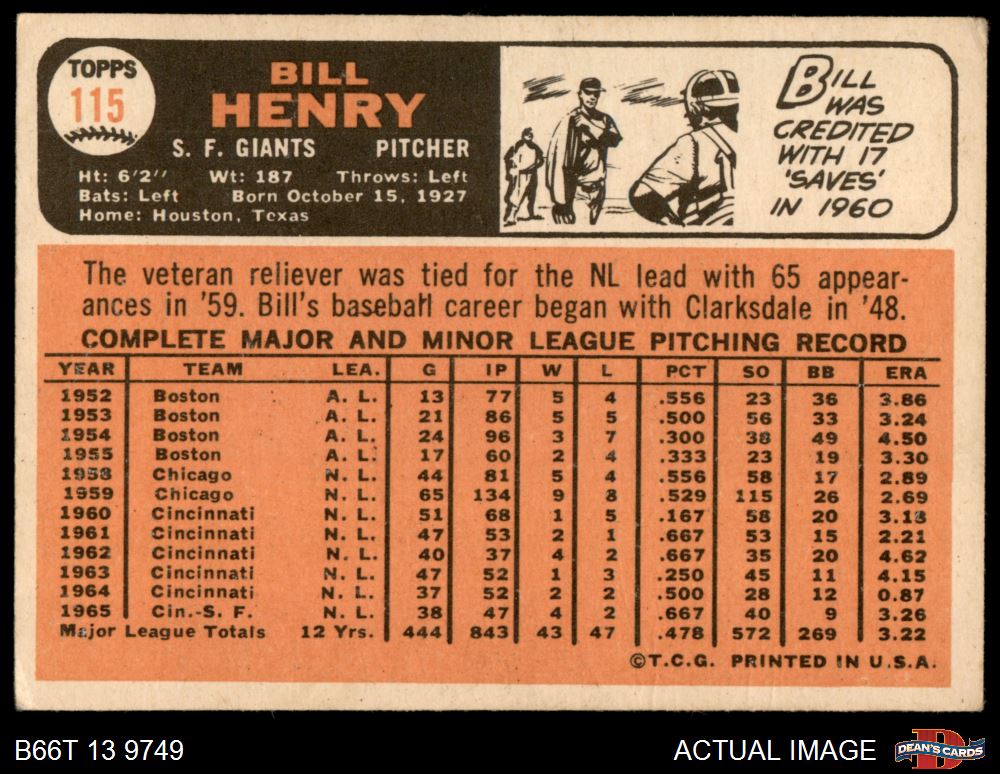 TOPPS
115
BILL
HENRY
S. F. GIANTS PITCHER
Ht: 6'2" Wt: 187 Throws: Left
Bats: Left Born October 15, 1927
Home: Houston, Texas
BILL
WAS
CREDITED
WITH 17
'SAVES'
IN 1960
The veteran reliever was tied for the NL lead with 65 appear-
ances in '59. Bill's baseball career began with Clarksdale in '48.
COMPLETE MAJOR AND MINOR LEAGUE PITCHING RECORD
YEAR TEAM LEA. G IP W L PCT SO BB ERA
1952 Boston A. L. 13 77 5 4 .556 23 36 3.86
1953 Boston A. L. 21 86 5 5 .500 56 33 3.24
1954 Boston A. L. 24 96 3 7 .300 38 49 4.50
1955 Boston A. L. 17 60 2 4 .333 23 19 3.30
1958 Chicago N. L. 44 81 5 4 .556 58 17 2.89
1959 Chicago N. L. 65 134 9 8 .529 115 26 2.69
1960 Cincinnati N. L. 51 68 1 5 .167 58 20 3.18
1961 Cincinnati N. L. 47 53 2 1 .667 53 15 2.21
1962 Cincinnati N. L. 40 37 4 2 .667 35 20 4.62
1963 Cincinnati N. L. 47 52 1 3 .250 45 11 4.15
1964 Cincinnati N. L. 37 52 2 2 .500 28 12 0.87
1965 Cin.-S. F. N. L. 38 47 4 2 .667 40 9 3.26
Major League Totals 12 Yrs. 444 843 43 47 .478 572 269 3.22
©T.C.G. PRINTED IN U.S.A.
B66T 13 9749 ACTUAL IMAGE D DEAN'S CARDS